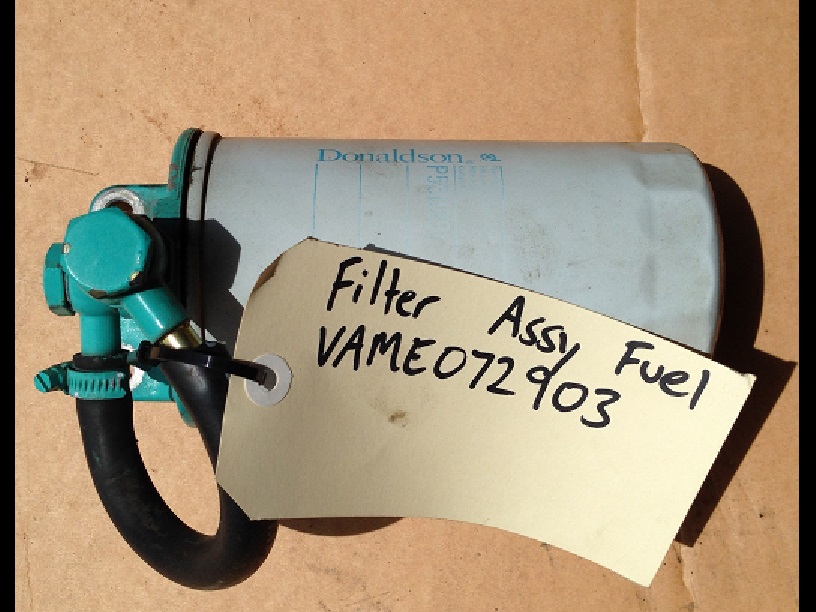 Donaldson
Filter Assy Fuel
VAME072903